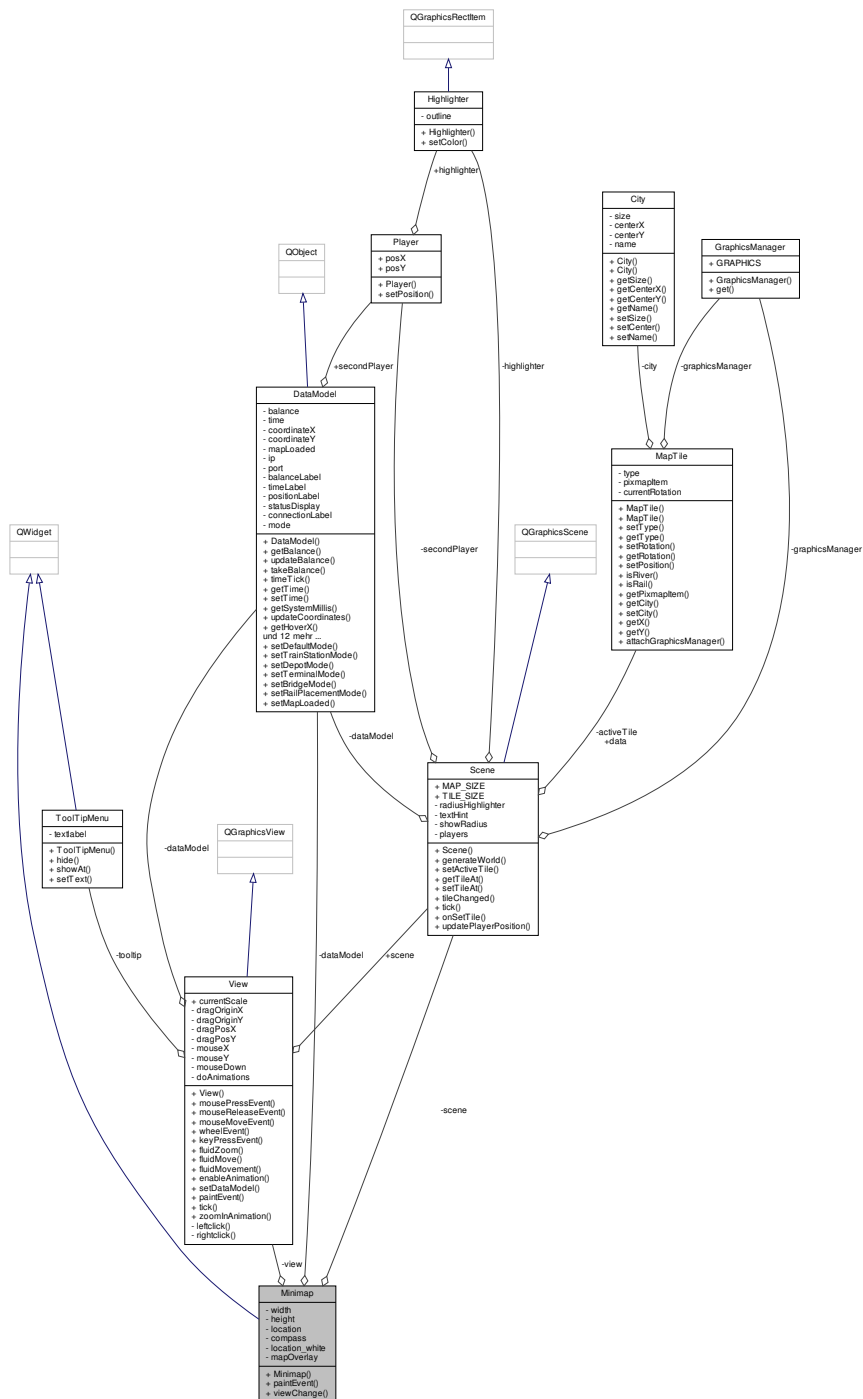 QGraphicsRectItem
Highlighter
- outline
+ Highlighter()
+ setColor()
+highlighter
City
- size
- centerX
- centerY
- name
+ City()
+ City()
+ getSize()
+ getCenterX()
+ getCenterY()
+ getName()
+ setSize()
+ setCenter()
+ setName()
GraphicsManager
+ GRAPHICS
+ GraphicsManager()
+ get()
Player
+ posX
+ posY
+ Player()
+ setPosition()
QObject
+secondPlayer
-highlighter
-city
-graphicsManager
DataModel
- balance
- time
- coordinateX
- coordinateY
- mapLoaded
- ip
- port
- balanceLabel
- timeLabel
- positionLabel
- statusDisplay
- connectionLabel
- mode
+ DataModel()
+ getBalance()
+ updateBalance()
+ takeBalance()
+ timeTick()
+ getTime()
+ setTime()
+ getSystemMillis()
+ updateCoordinates()
+ getHoverX()
und 12 mehr ...
+ setDefaultMode()
+ setTrainStationMode()
+ setDepotMode()
+ setTerminalMode()
+ setBridgeMode()
+ setRailPlacementMode()
+ setMapLoaded()
MapTile
- type
- pixmapItem
- currentRotation
+ MapTile()
+ MapTile()
+ setType()
+ getType()
+ setRotation()
+ getRotation()
+ setPosition()
+ isRiver()
+ isRail()
+ getPixmapItem()
+ getCity()
+ setCity()
+ getX()
+ getY()
+ attachGraphicsManager()
QWidget
QGraphicsScene
-secondPlayer
-graphicsManager
-dataModel
-activeTile
+data
Scene
+ MAP_SIZE
+ TILE_SIZE
- radiusHighlighter
- textHint
- showRadius
- players
+ Scene()
+ generateWorld()
+ setActiveTile()
+ getTileAt()
+ setTileAt()
+ tileChanged()
+ tick()
+ onSetTile()
+ updatePlayerPosition()
ToolTipMenu
- textlabel
+ ToolTipMenu()
+ hide()
+ showAt()
+ setText()
-dataModel
QGraphicsView
-tooltip
-dataModel
+scene
View
+ currentScale
- dragOriginX
- dragOriginY
- dragPosX
- dragPosY
- mouseX
- mouseY
- mouseDown
- doAnimations
+ View()
+ mousePressEvent()
+ mouseReleaseEvent()
+ mouseMoveEvent()
+ wheelEvent()
+ keyPressEvent()
+ fluidZoom()
+ fluidMove()
+ fluidMovement()
+ enableAnimation()
+ setDataModel()
+ paintEvent()
+ tick()
+ zoomInAnimation()
- leftclick()
- rightclick()
-scene
-view
Minimap
- width
- height
- location
- compass
- location_white
- mapOverlay
+ Minimap()
+ paintEvent()
+ viewChange()